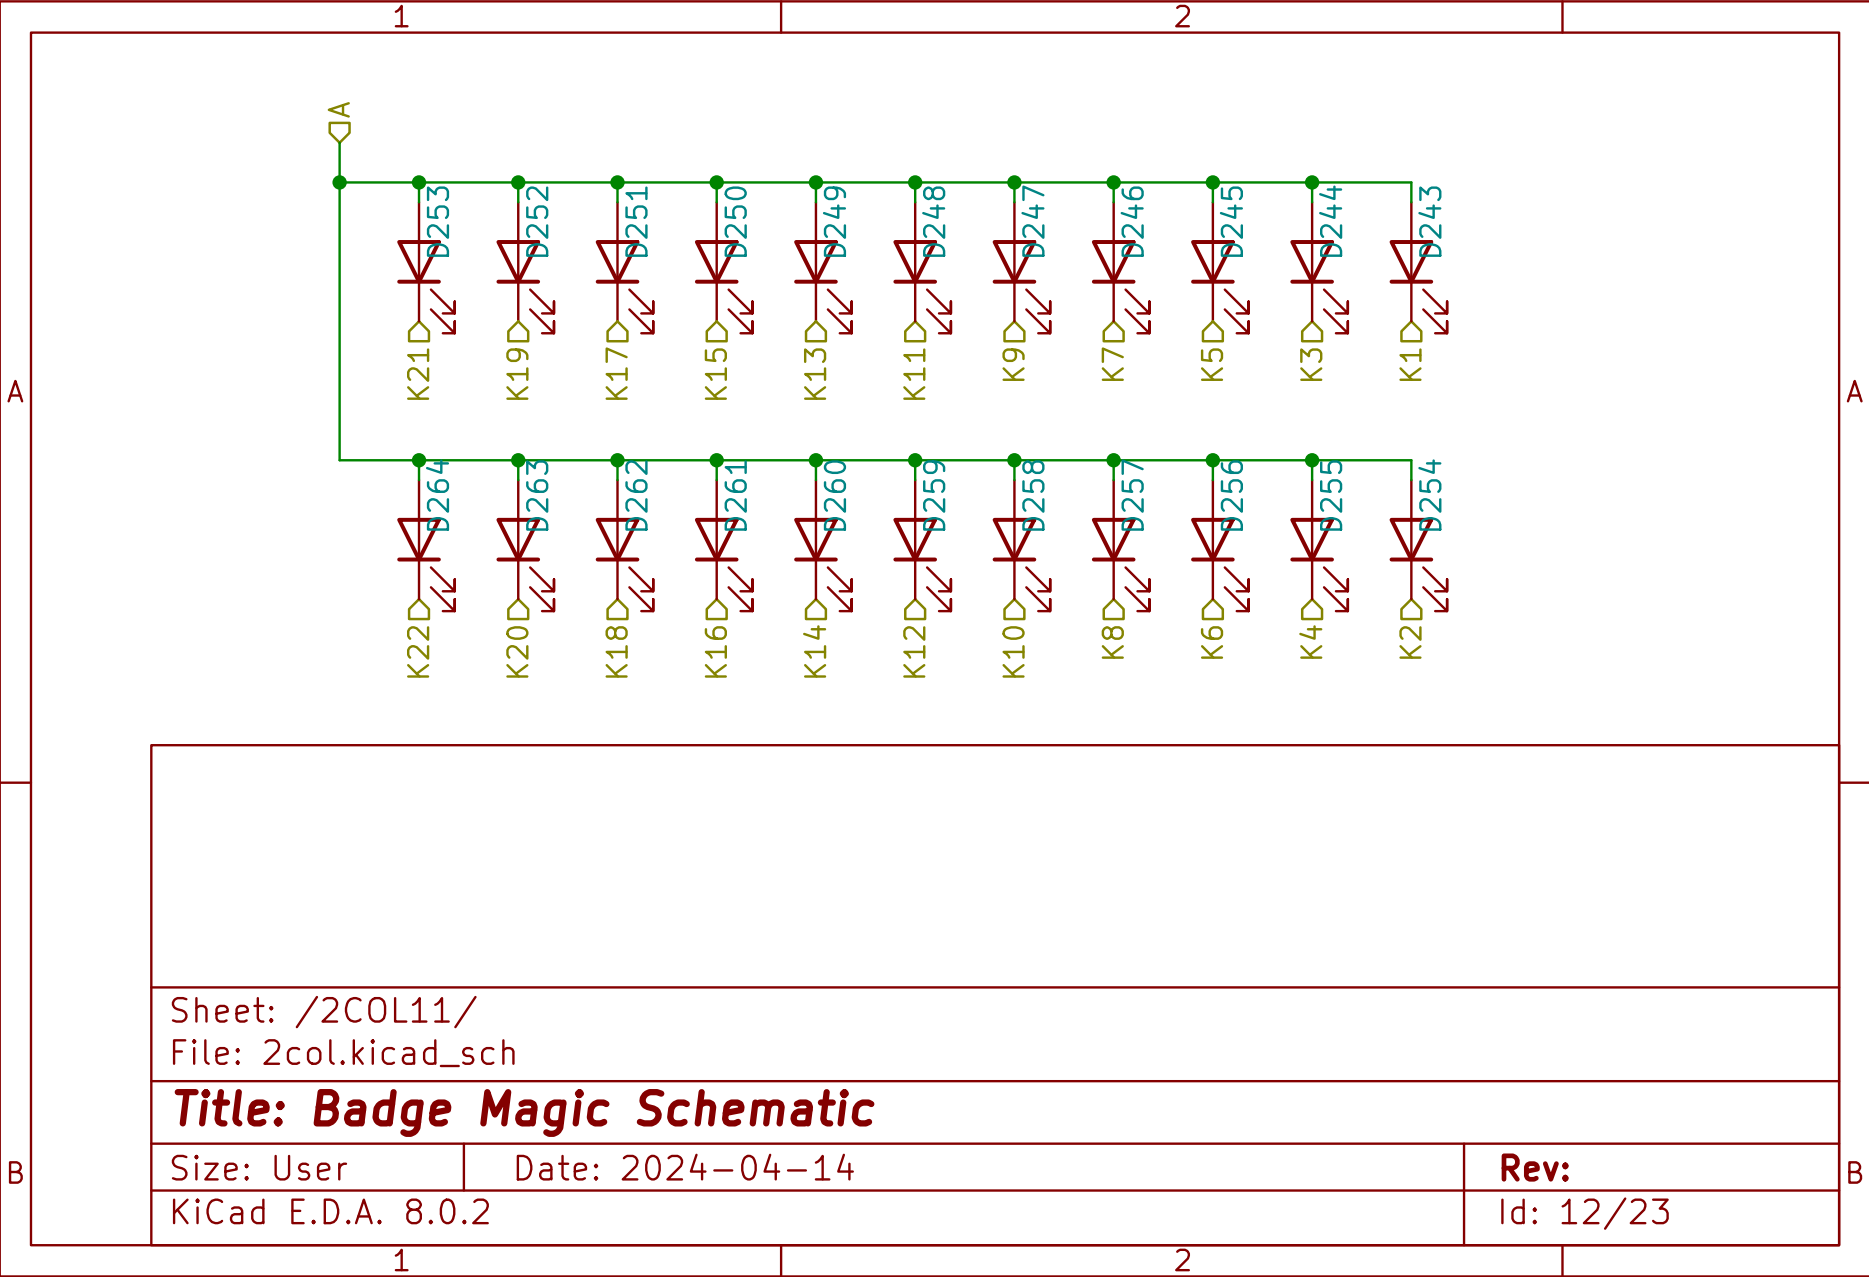 1 2
A
D253 D252 D251 D250 D249 D248 D247 D246 D245 D244 D243
K21 K19 K17 K15 K13 K11 K9 K7 K5 K3 K1
A A
D264 D263 D262 D261 D260 D259 D258 D257 D256 D255 D254
K22 K20 K18 K16 K14 K12 K10 K8 K6 K4 K2
Sheet: /2COL11/
File: 2col.kicad_sch
Title: Badge Magic Schematic
B B
Size: User Date: 2024-04-14 Rev:
KiCad E.D.A. 8.0.2 Id: 12/23
1 2